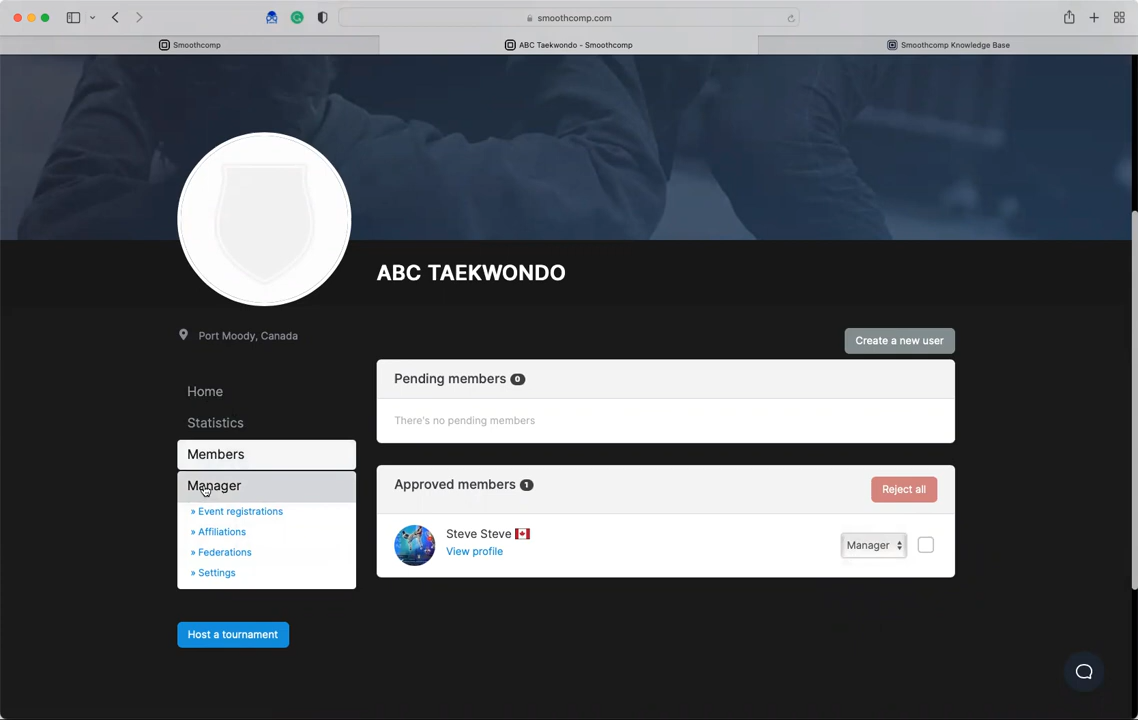 smoothcomp.com
Smoothcomp
ABC Taekwondo - Smoothcomp
Smoothcomp Knowledge Base
ABC TAEKWONDO
Port Moody, Canada
Create a new user
Home
Statistics
Members
Manager
» Event registrations
» Affiliations
» Federations
» Settings
Host a tournament
Pending members 0
There's no pending members
Approved members 1
Reject all
Steve Steve
View profile
Manager